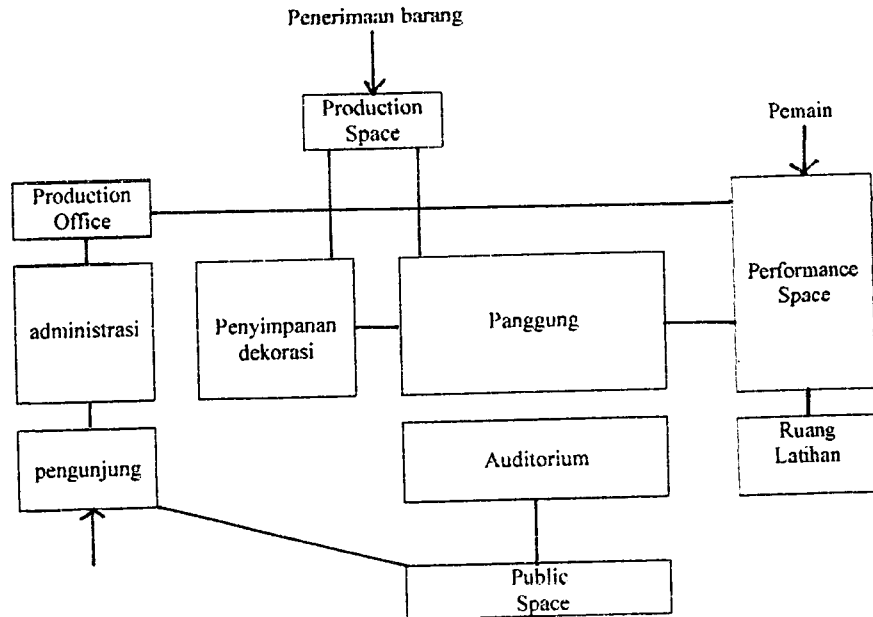 Penerimaan barang
Production
Space
Pemain
Production
Office
Performance
Space
administrasi
Penyimpanan
dekorasi
Panggung
pengunjung
Auditorium
Ruang
Latihan
Public
Space